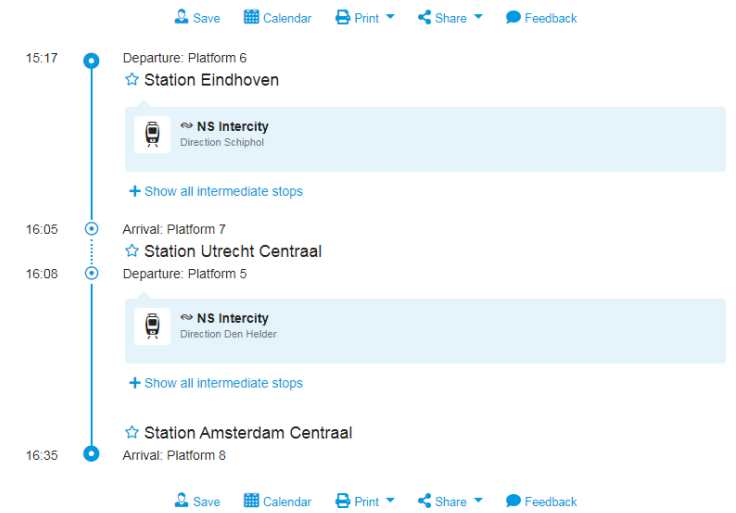 Save Calendar Print Share Feedback
15:17 Departure: Platform 6
Station Eindhoven
NS Intercity
Direction Schiphol
+ Show all intermediate stops
16:05 Arrival: Platform 7
Station Utrecht Centraal
16:08 Departure: Platform 5
NS Intercity
Direction Den Helder
+ Show all intermediate stops
Station Amsterdam Centraal
16:35 Arrival: Platform 8
Save Calendar Print Share Feedback